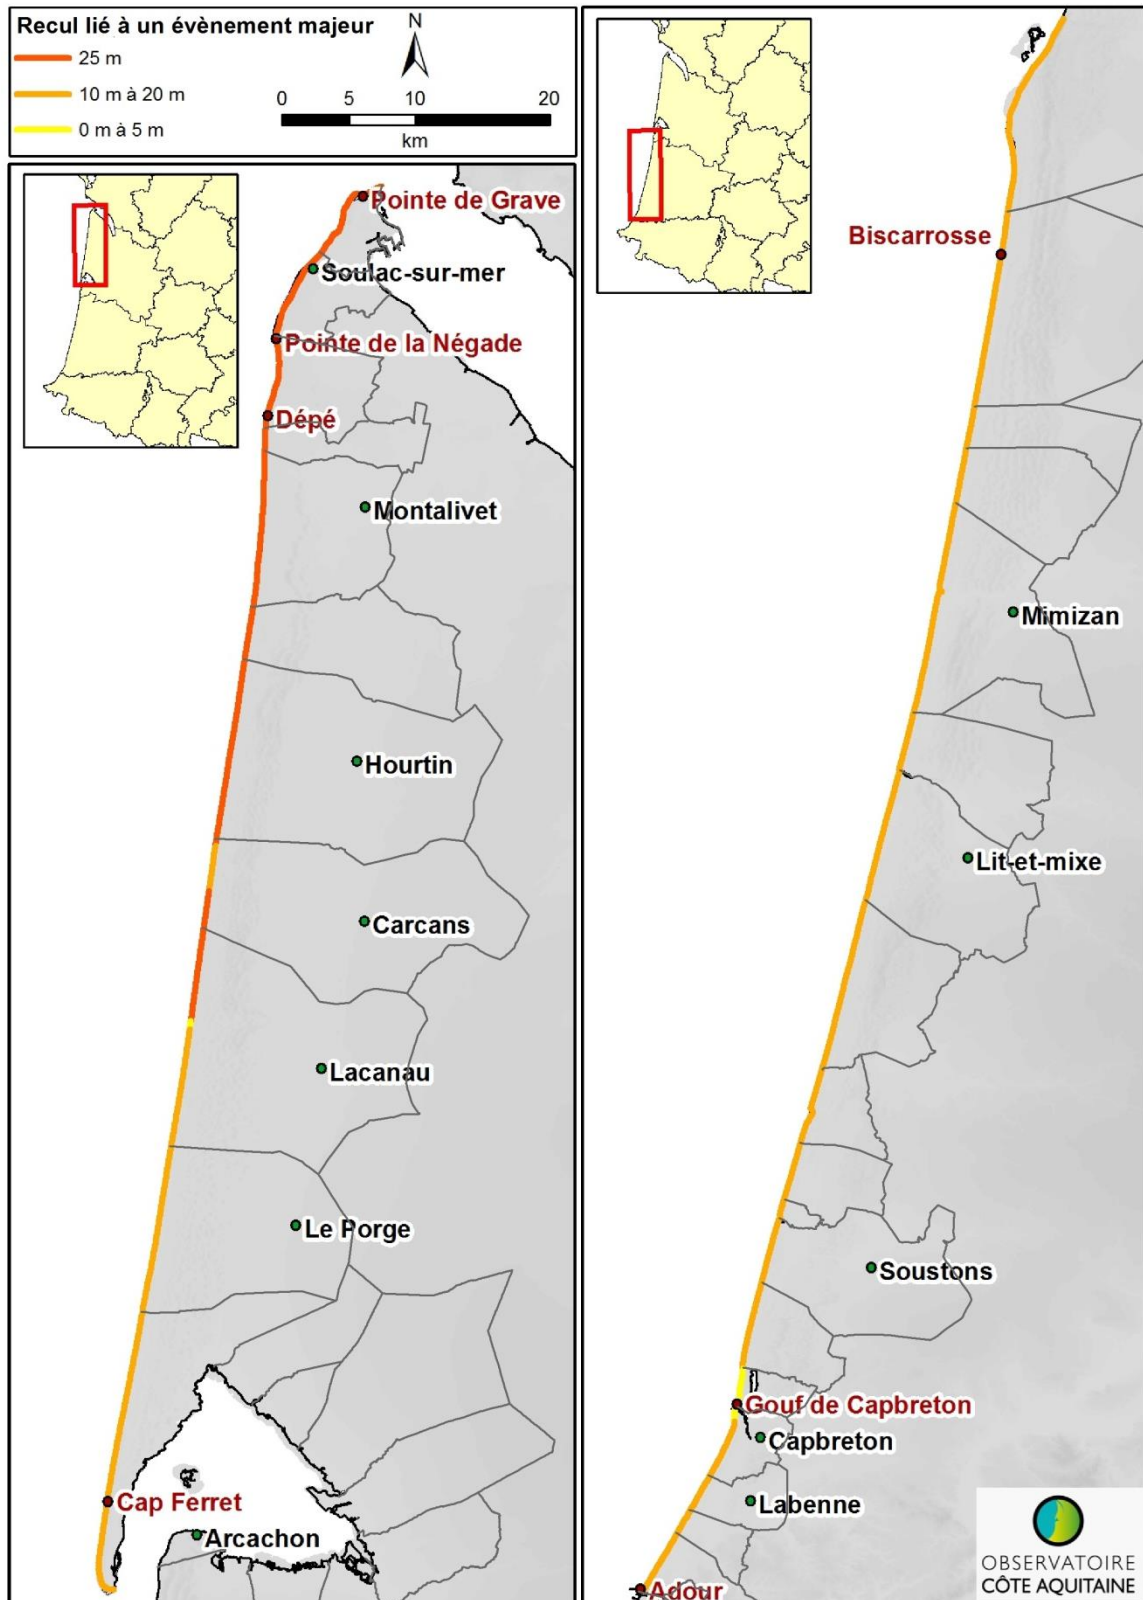 Recul lié à un évènement majeur
25 m
10 m à 20 m
0 m à 5 m
N
0 5 10 20
km
Pointe de Grave
Soulac-sur-mer
Pointe de la Négade
Dépé
Montalivet
Hourtin
Carcans
Lacanau
Le Porge
Cap Ferret
Arcachon
Biscarrosse
Mimizan
Lit-et-mixe
Soustons
Gouf de Capbreton
Capbreton
Labenne
Adour
OBSERVATOIRE
CÔTE AQUITAINE